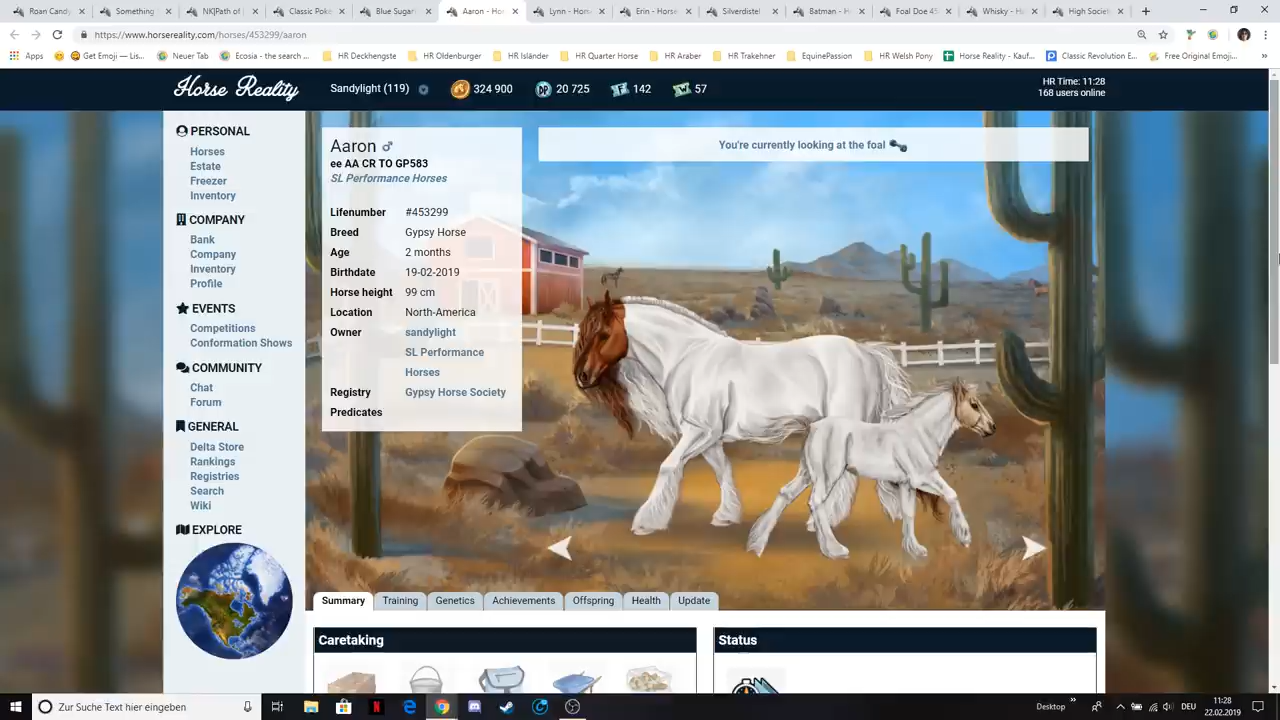 Roan Candy
Something
NK|Path of
Classic Poke
Blue Sugar
Aaron - Hor
Lynn - Horse
Erin - Horse
Silverdistel
Batman - Ho
Foal Doe 45
Whisky - Ho
High Societ
https://www.horsereality.com/horses/453299/aaron
Apps
Get Emoji — Lis...
Neuer Tab
Ecosia - the search ...
HR Deckhengste
HR Oldenburger
HR Isländer
HR Quarter Horse
HR Araber
HR Trakehner
EquinePassion
HR Welsh Pony
Horse Reality - Kauf...
Classic Revolution E...
Free Original Emoji...
Horse Reality
Sandylight (119)
324 900
DP
20 725
142
57
HR Time: 11:28
168 users online
PERSONAL
Horses
Estate
Freezer
Inventory
COMPANY
Bank
Company
Inventory
Profile
EVENTS
Competitions
Conformation Shows
COMMUNITY
Chat
Forum
GENERAL
Delta Store
Rankings
Registries
Search
Wiki
EXPLORE
Aaron ♂
ee AA CR TO GP583
SL Performance Horses
Lifenumber #453299
Breed Gypsy Horse
Age 2 months
Birthdate 19-02-2019
Horse height 99 cm
Location North-America
Owner sandylight
SL Performance
Horses
Registry Gypsy Horse Society
Predicates
You're currently looking at the foal
Summary
Training
Genetics
Achievements
Offspring
Health
Update
Caretaking
Status
Zur Suche Text hier eingeben
Desktop
DEU
11:28
22.02.2019